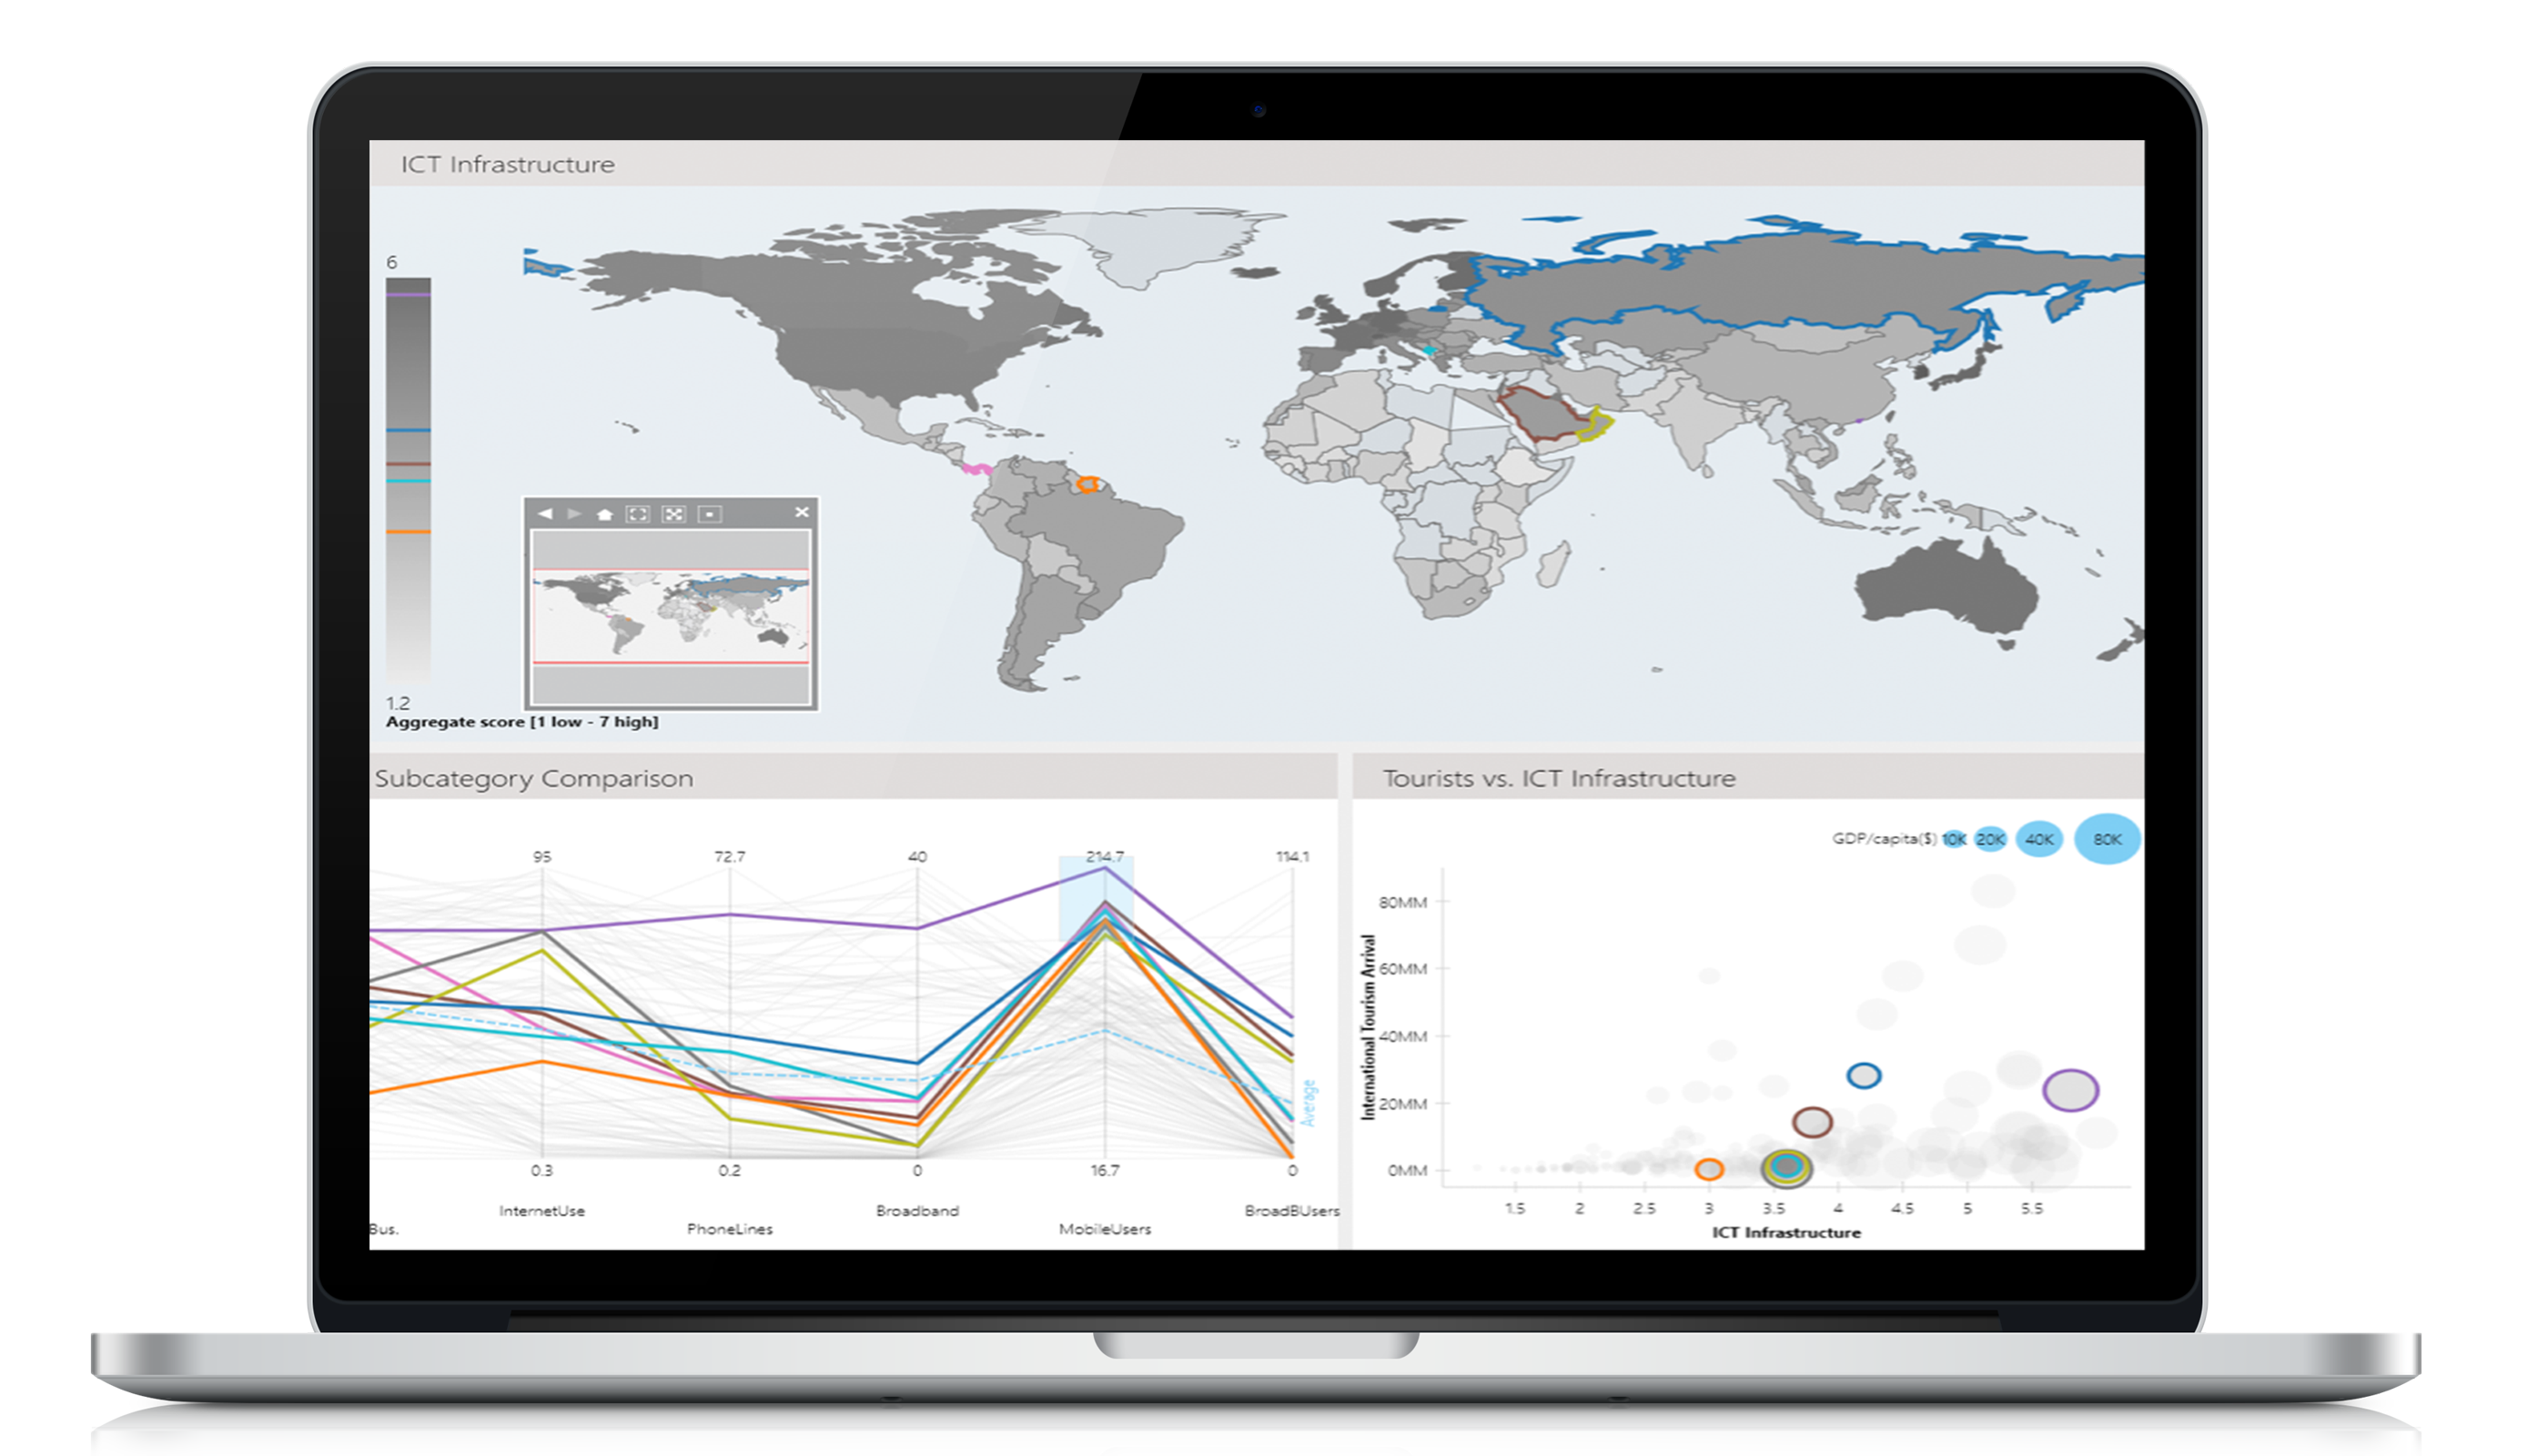 ICT Infrastructure
6
1.2
Aggregate score [1 low - 7 high]
Subcategory Comparison
95 72.7 40 214.7 114.1
Average
0.3 0.2 0 16.7 0
InternetUse Broadband BroadBUsers
Bus. PhoneLines MobileUsers
Tourists vs. ICT Infrastructure
GDP/capita($) 10K 20K 40K 80K
International Tourism Arrival
80MM
60MM
40MM
20MM
0MM
1.5 2 2.5 3 3.5 4 4.5 5 5.5
ICT Infrastructure